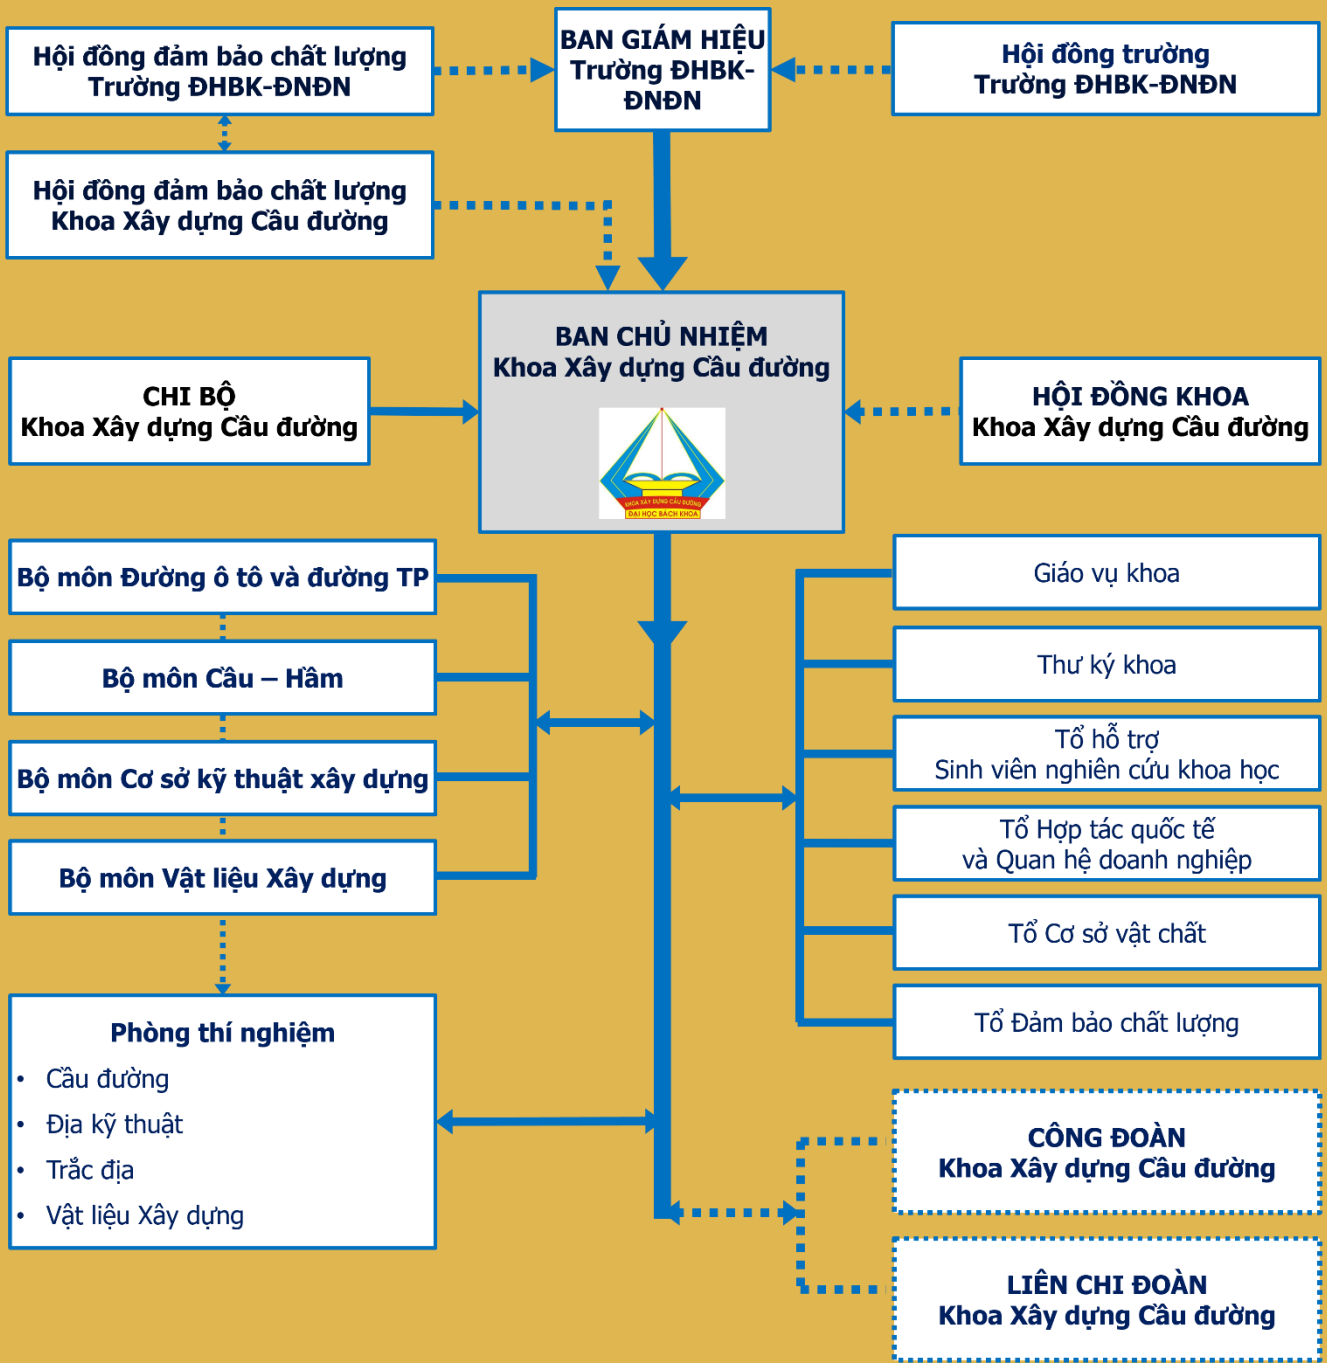 Hội đồng đảm bảo chất lượng
Trường ĐHBK-ĐNĐN
BAN GIÁM HIỆU
Trường ĐHBK-
ĐNĐN
Hội đồng trường
Trường ĐHBK-ĐNĐN
Hội đồng đảm bảo chất lượng
Khoa Xây dựng Cầu đường
BAN CHỦ NHIỆM
Khoa Xây dựng Cầu đường
CHI BỘ
Khoa Xây dựng Cầu đường
HỘI ĐỒNG KHOA
Khoa Xây dựng Cầu đường
KHOA XÂY DỰNG CẦU ĐƯỜNG
ĐẠI HỌC BÁCH KHOA
Bộ môn Đường ô tô và đường TP
Bộ môn Cầu – Hầm
Bộ môn Cơ sở kỹ thuật xây dựng
Bộ môn Vật liệu Xây dựng
Phòng thí nghiệm
• Cầu đường
• Địa kỹ thuật
• Trắc địa
• Vật liệu Xây dựng
Giáo vụ khoa
Thư ký khoa
Tổ hỗ trợ
Sinh viên nghiên cứu khoa học
Tổ Hợp tác quốc tế
và Quan hệ doanh nghiệp
Tổ Cơ sở vật chất
Tổ Đảm bảo chất lượng
CÔNG ĐOÀN
Khoa Xây dựng Cầu đường
LIÊN CHI ĐOÀN
Khoa Xây dựng Cầu đường